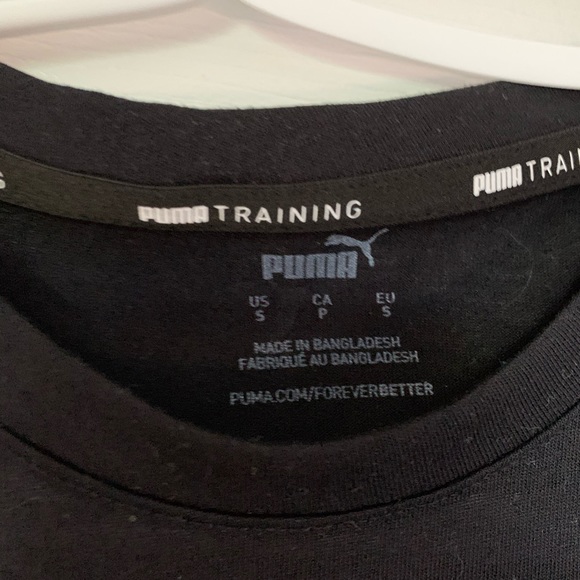 S
PUMA TRAINING
PUMA TRAI
PUMA
US CA EU
S P S
MADE IN BANGLADESH
FABRIQUÉ AU BANGLADESH
PUMA.COM/FOREVERBETTER